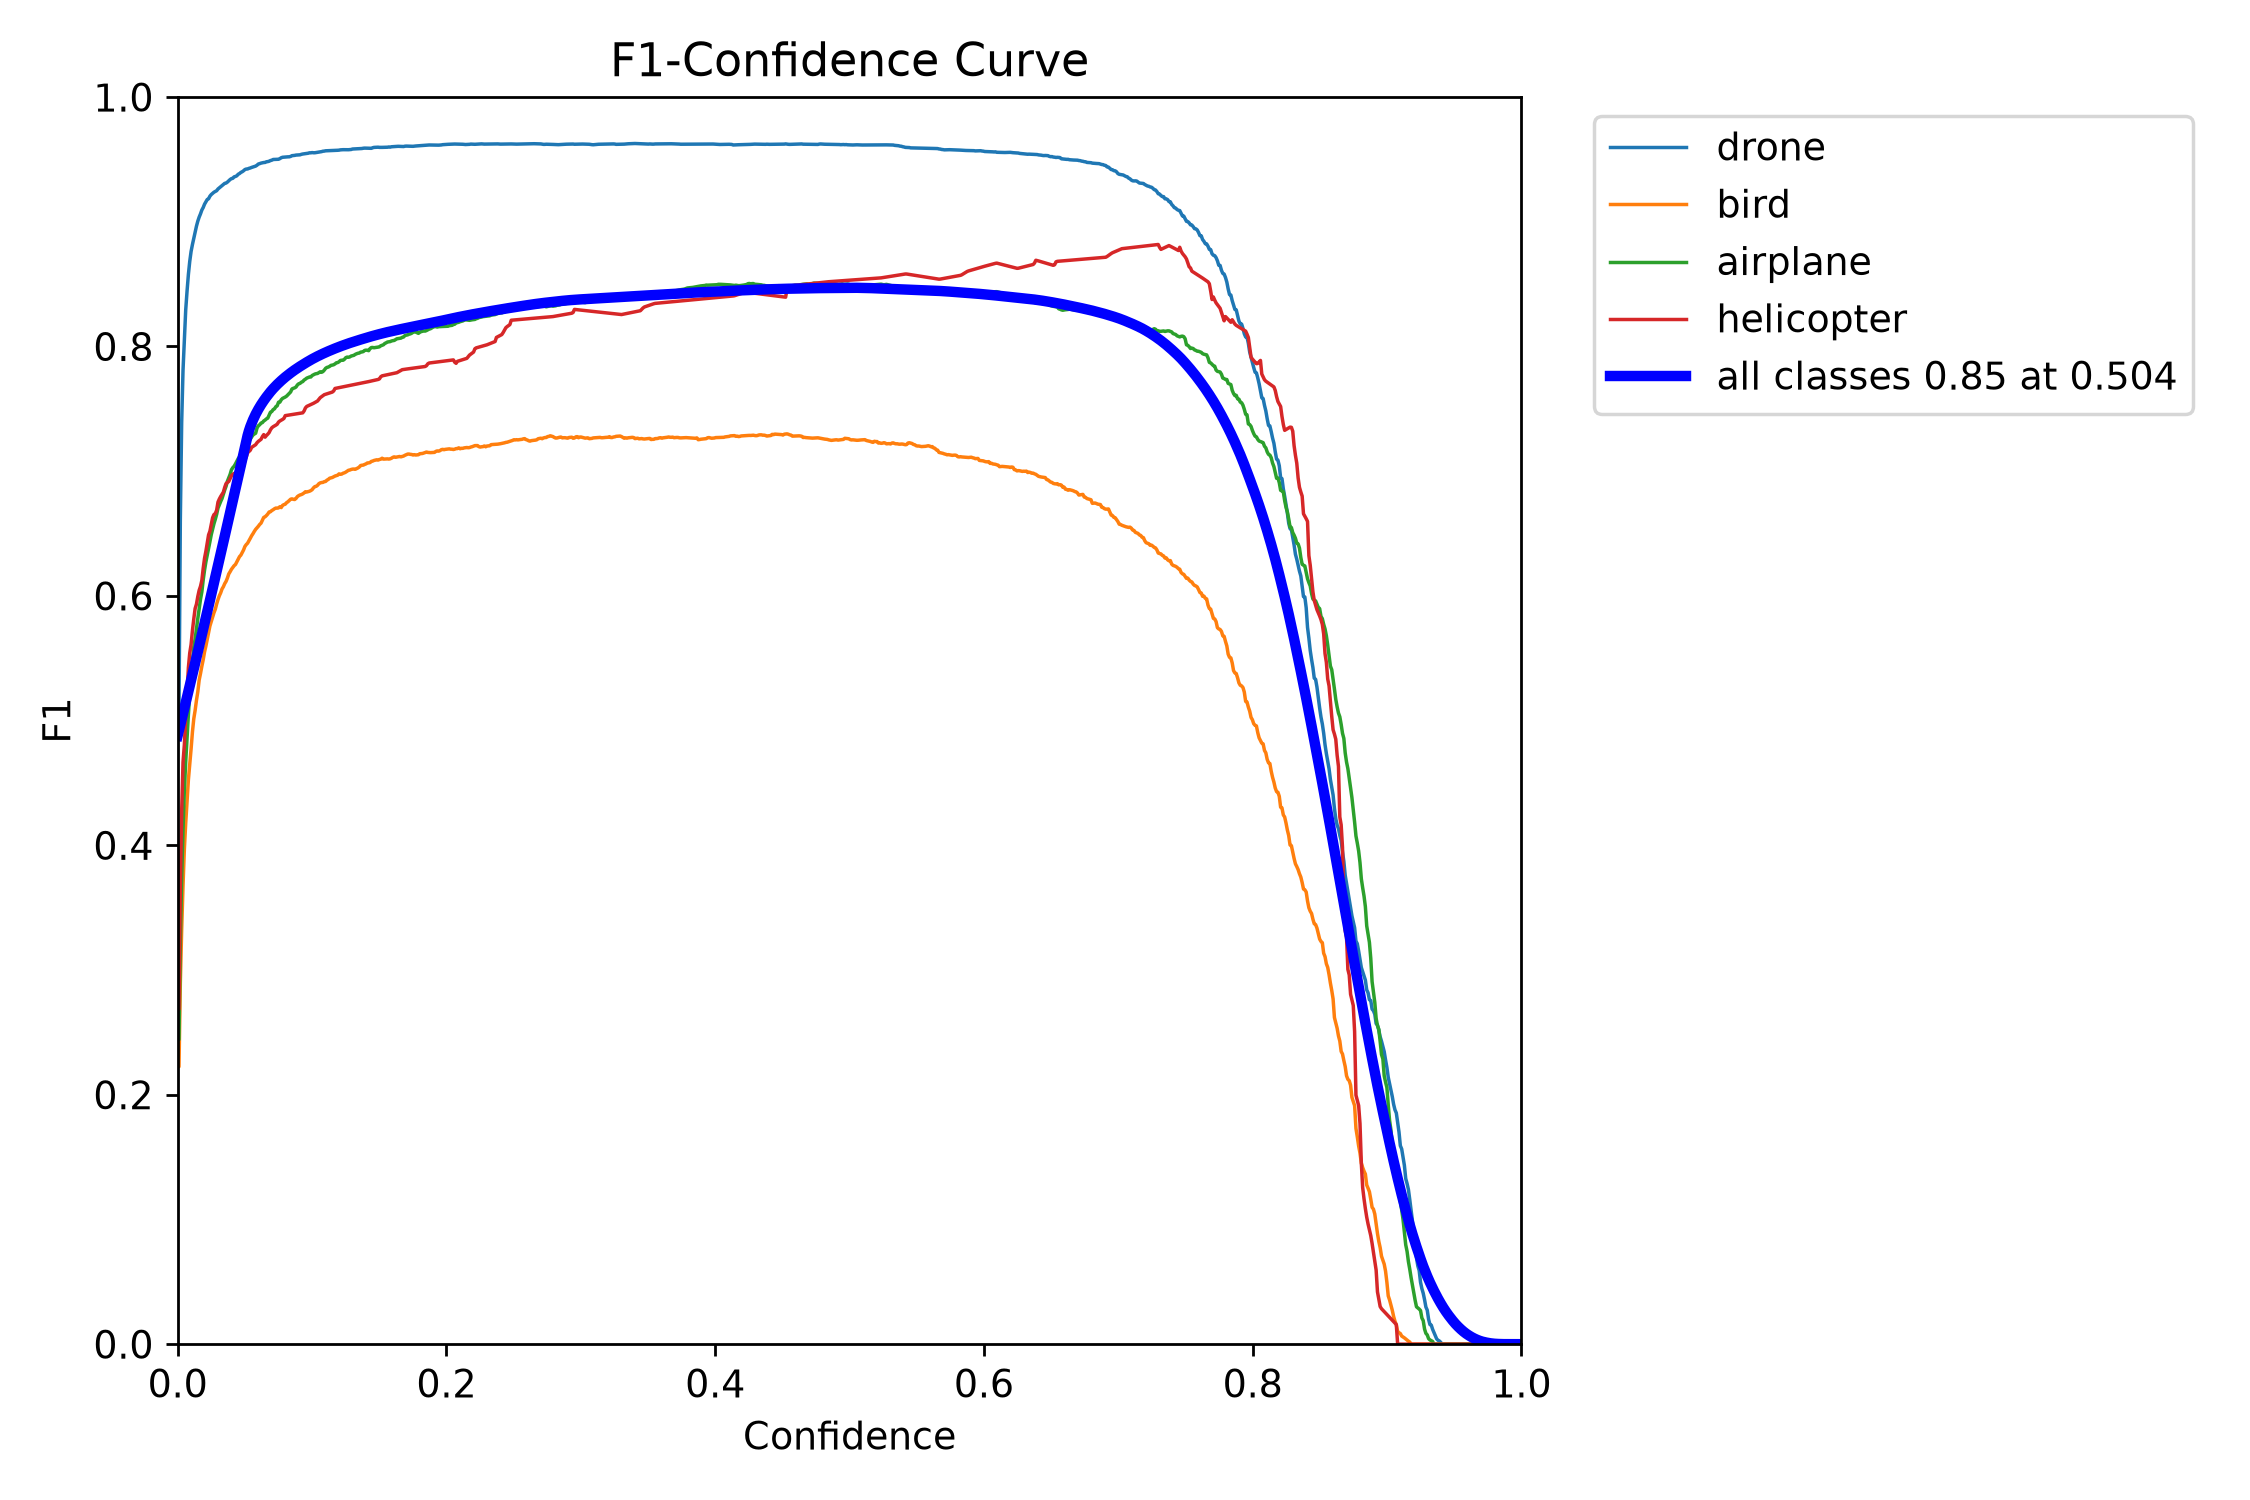 F1-Confidence Curve
1.0
0.8
0.6
0.4
0.2
0.0
F1
0.0 0.2 0.4 0.6 0.8 1.0
Confidence
drone
bird
airplane
helicopter
all classes 0.85 at 0.504